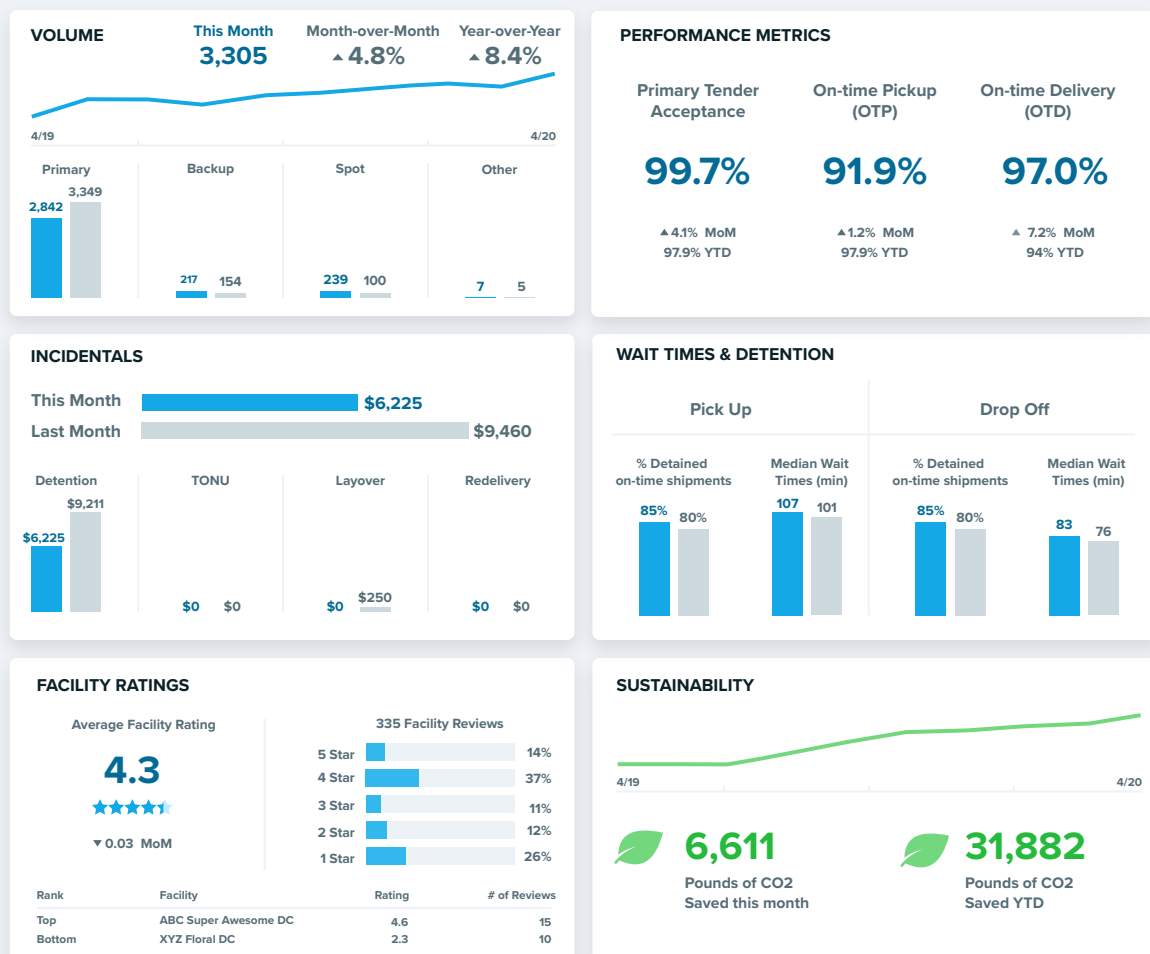 VOLUME
This Month
Month-over-Month
Year-over-Year
3,305
4.8%
8.4%
4/19
4/20
Primary
Backup
Spot
Other
2,842
3,349
217
154
239
100
7
5
PERFORMANCE METRICS
Primary Tender
Acceptance
On-time Pickup
(OTP)
On-time Delivery
(OTD)
99.7%
91.9%
97.0%
4.1% MoM
97.9% YTD
1.2% MoM
97.9% YTD
7.2% MoM
94% YTD
INCIDENTALS
This Month
$6,225
Last Month
$9,460
Detention
TONU
Layover
Redelivery
$6,225
$9,211
$0
$0
$0
$250
$0
$0
WAIT TIMES & DETENTION
Pick Up
Drop Off
% Detained
on-time shipments
Median Wait
Times (min)
% Detained
on-time shipments
Median Wait
Times (min)
85%
80%
107
101
85%
80%
83
76
FACILITY RATINGS
Average Facility Rating
4.3
0.03 MoM
335 Facility Reviews
5 Star
14%
4 Star
37%
3 Star
11%
2 Star
12%
1 Star
26%
Rank Facility Rating # of Reviews
Top ABC Super Awesome DC 4.6 15
Bottom XYZ Floral DC 2.3 10
SUSTAINABILITY
4/19
4/20
6,611
Pounds of CO2
Saved this month
31,882
Pounds of CO2
Saved YTD